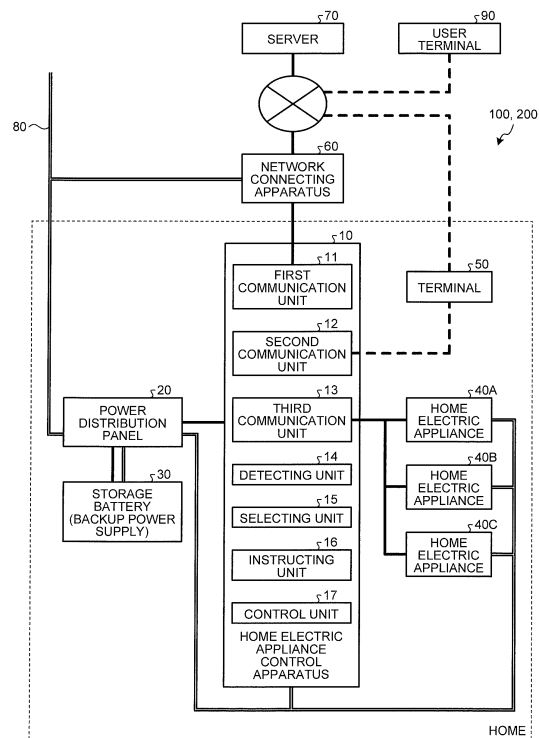 70
SERVER
90
USER
TERMINAL
80
100, 200
60
NETWORK
CONNECTING
APPARATUS
10
11
FIRST
COMMUNICATION
UNIT
50
TERMINAL
12
SECOND
COMMUNICATION
UNIT
20
POWER
DISTRIBUTION
PANEL
13
THIRD
COMMUNICATION
UNIT
40A
HOME
ELECTRIC
APPLIANCE
30
STORAGE
BATTERY
(BACKUP POWER
SUPPLY)
14
DETECTING UNIT
40B
HOME
ELECTRIC
APPLIANCE
15
SELECTING UNIT
16
INSTRUCTING
UNIT
40C
HOME
ELECTRIC
APPLIANCE
17
CONTROL UNIT
HOME ELECTRIC
APPLIANCE
CONTROL
APPARATUS
HOME